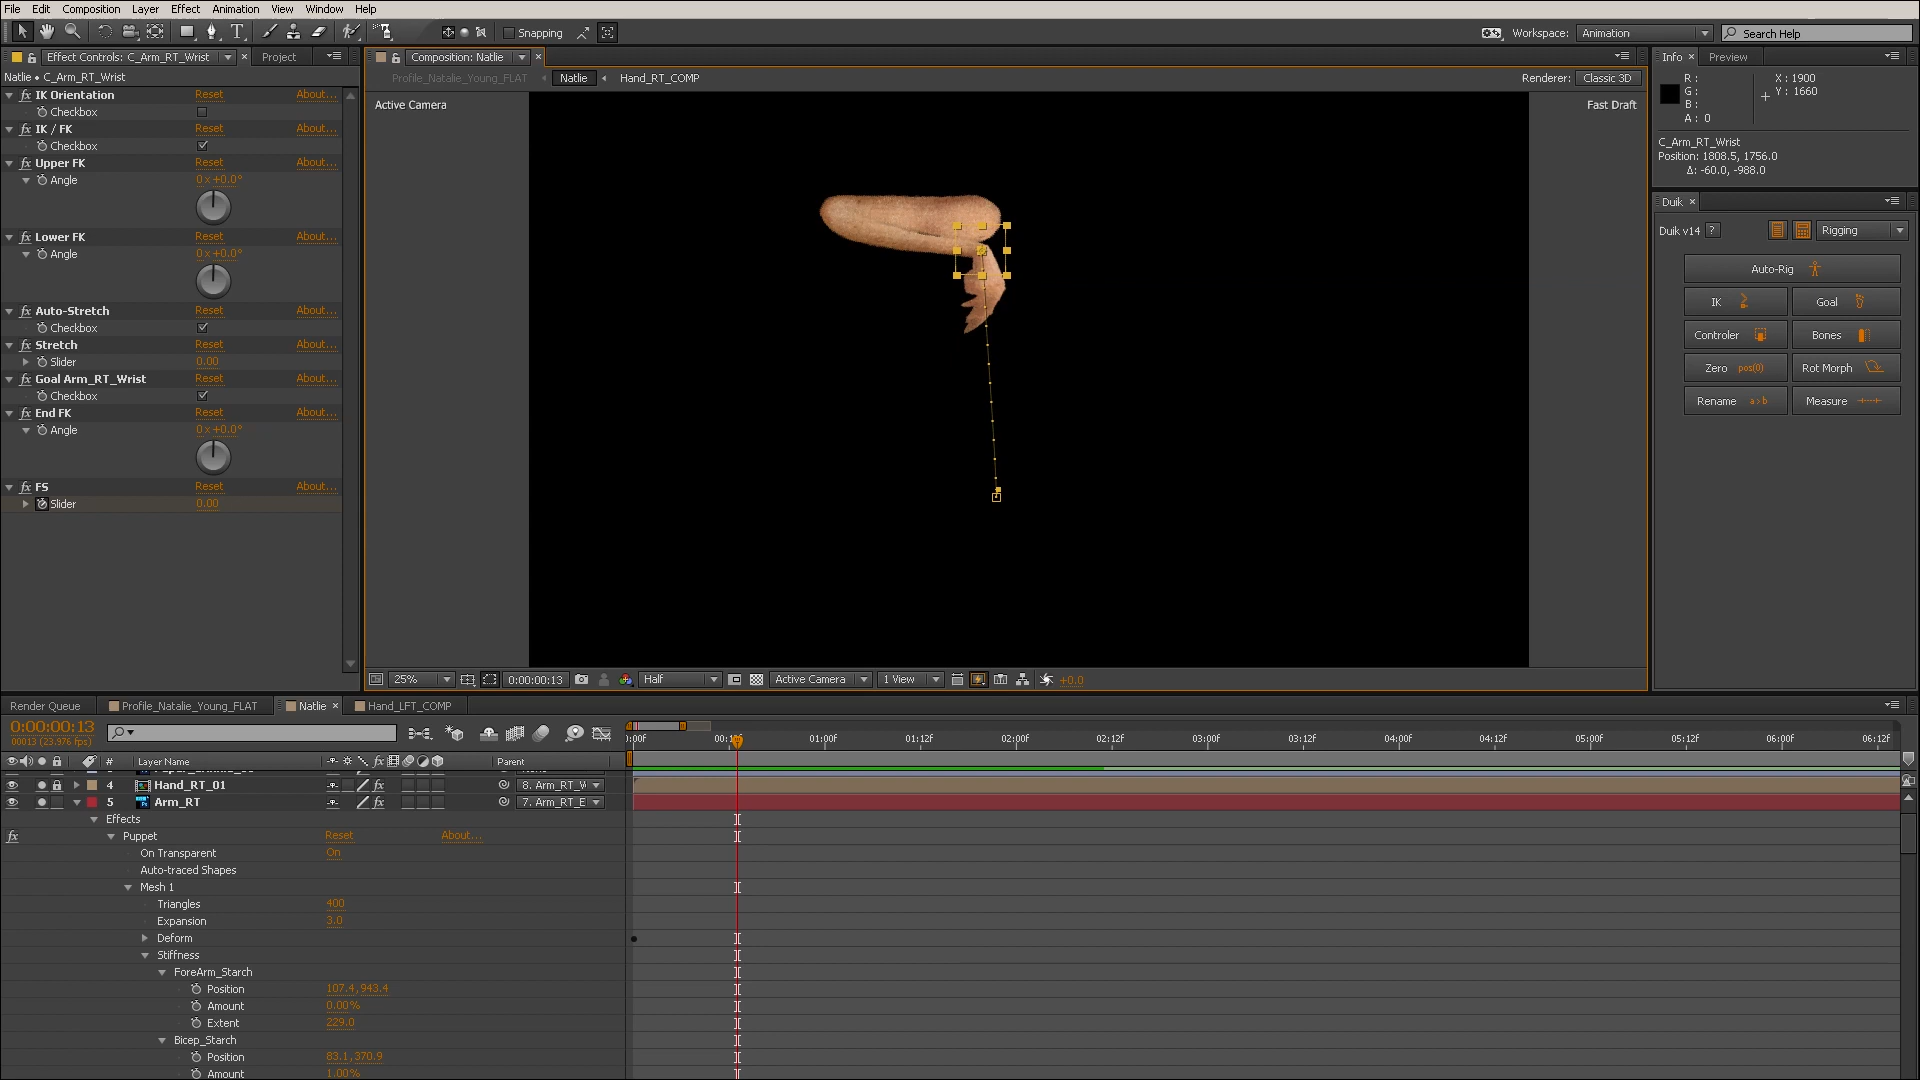 File Edit Composition Layer Effect Animation View Window Help
Snapping
Workspace: Animation
Search Help
Effect Controls: C_Arm_RT_Wrist
Project
Natlie • C_Arm_RT_Wrist
IK Orientation Reset About...
Checkbox
IK / FK Reset About...
Checkbox
Upper FK Reset About...
Angle 0x+0.0°
Lower FK Reset About...
Angle 0x+0.0°
Auto-Stretch Reset About...
Checkbox
Stretch Reset About...
Slider 0.00
Goal Arm_RT_Wrist Reset About...
Checkbox
End FK Reset About...
Angle 0x+0.0°
FS Reset About...
Slider 0.00
Composition: Natlie
Profile_Natalie_Young_FLAT Natlie Hand_RT_COMP
Renderer: Classic 3D
Active Camera
Fast Draft
25% 0:00:00:13 Half Active Camera 1 View +0.0
Info Preview
R :
G :
B :
A : 0
X : 1900
Y : 1660
C_Arm_RT_Wrist
Position: 1808.5, 1756.0
Δ: -60.0, -988.0
Duik
Duik v14 ? Rigging
Auto-Rig
IK Goal
Controler Bones
Zero pos(0) Rot Morph
Rename a>b Measure
Render Queue Profile_Natalie_Young_FLAT Natlie Hand_LFT_COMP
0:00:00:13
00013 (23.976 fps)
00:12F 01:00F 01:12F 02:00F 02:12F 03:00F 03:12F 04:00F 04:12F 05:00F 05:12F 06:00F 06:12F
# Layer Name Parent
4 Hand_RT_01 8. Arm_RT_W
5 Arm_RT 7. Arm_RT_E
Effects
Puppet Reset About...
On Transparent On
Auto-traced Shapes
Mesh 1
Triangles 400
Expansion 3.0
Deform
Stiffness
ForeArm_Starch
Position 107.4,943.4
Amount 0.00%
Extent 229.0
Bicep_Starch
Position 83.1,370.9
Amount 1.00%